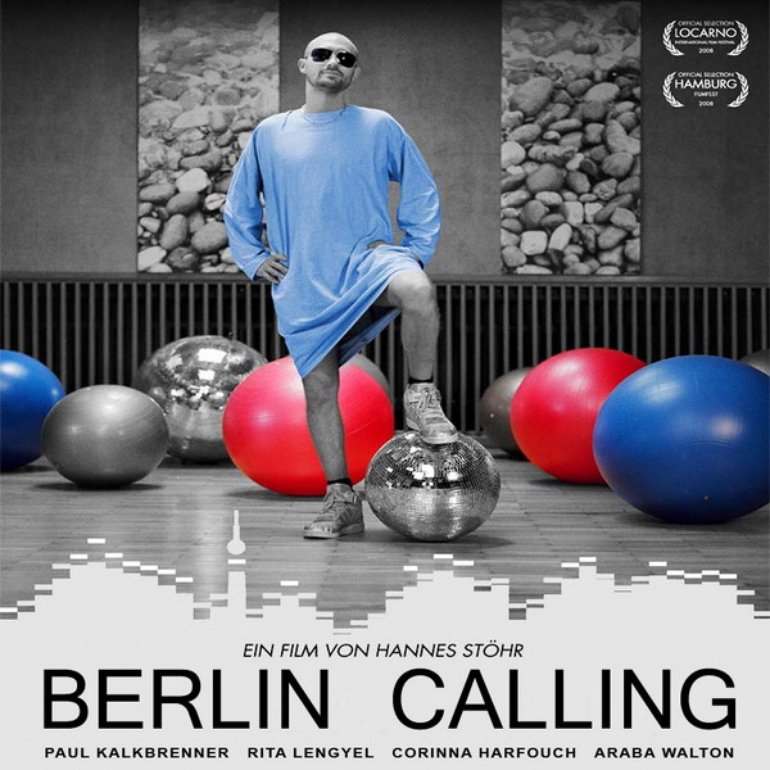 OFFICIAL SELECTION
LOCARNO
INTERNATIONAL FILM FESTIVAL
2008
OFFICIAL SELECTION
HAMBURG
FILMFEST
2008
EIN FILM VON HANNES STÖHR
BERLIN CALLING
PAUL KALKBRENNER RITA LENGYEL CORINNA HARFOUCH ARABA WALTON